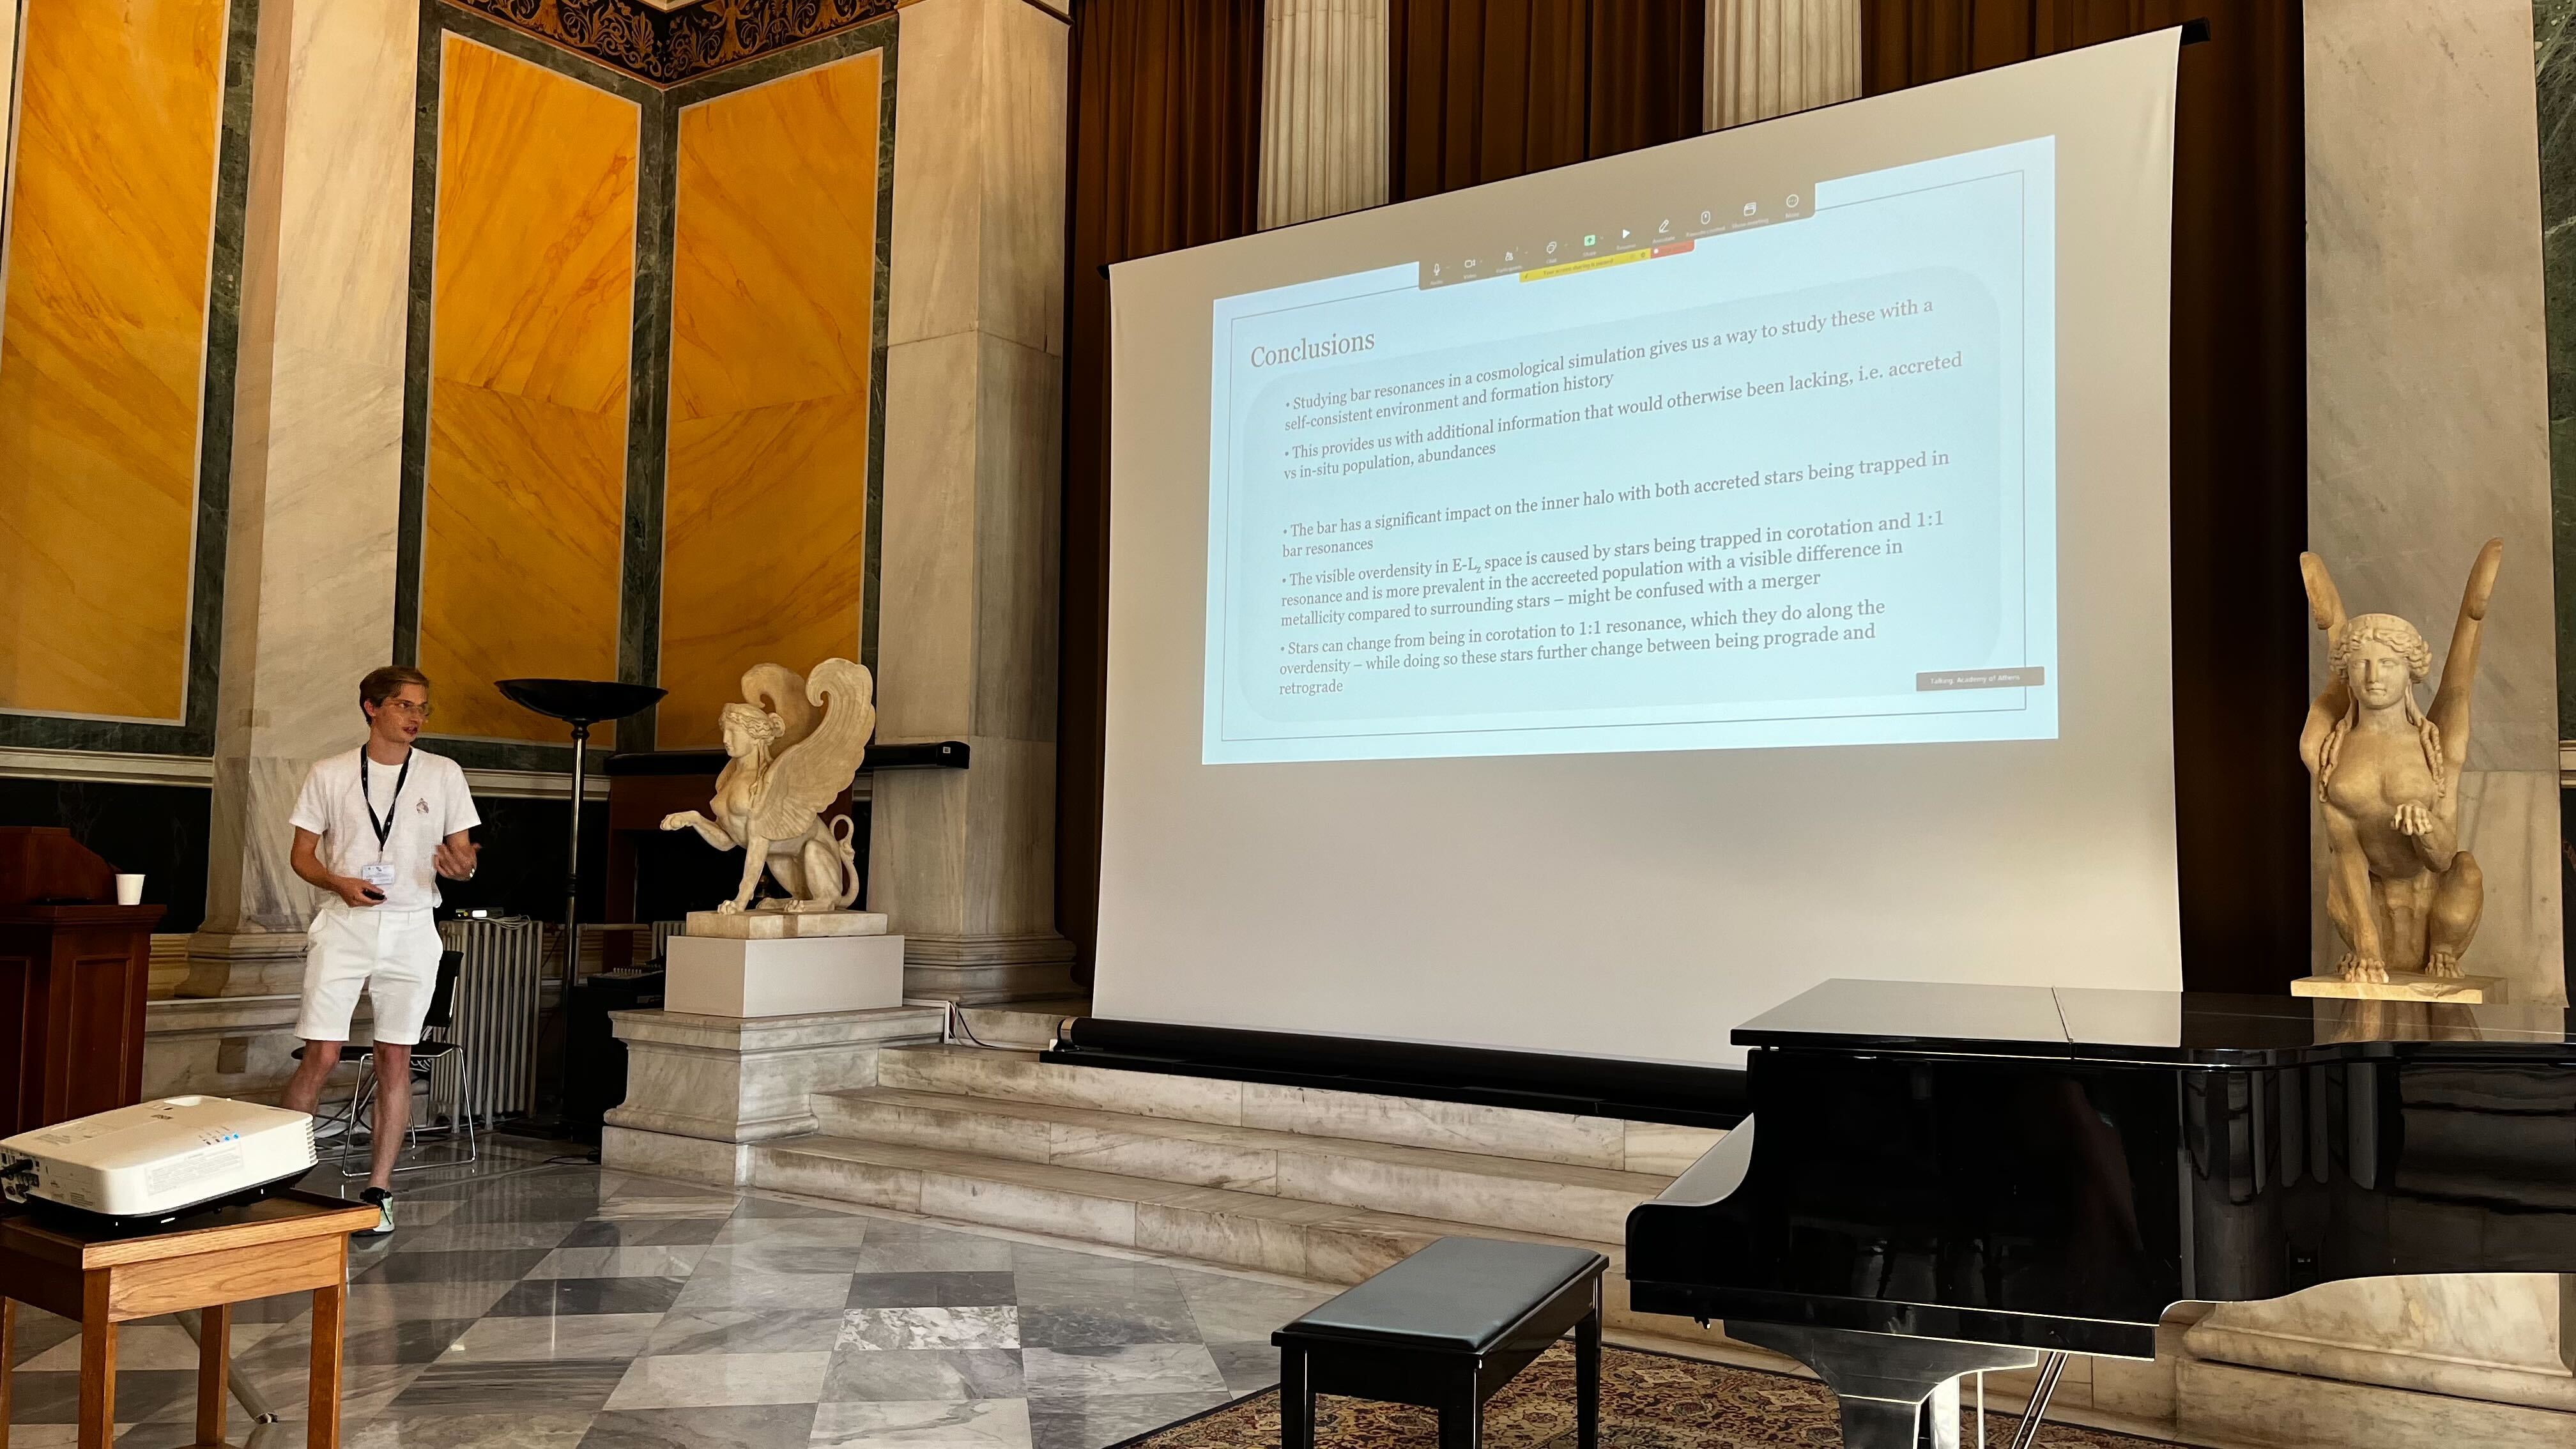 Conclusions
• Studying bar resonances in a cosmological simulation gives us a way to study these with a
self-consistent environment and formation history
• This provides us with additional information that would otherwise been lacking, i.e. accreted
vs in-situ population, abundances
• The bar has a significant impact on the inner halo with both accreted stars being trapped in
bar resonances
• The visible overdensity in E-Lz space is caused by stars being trapped in corotation and 1:1
resonance and is more prevalent in the accreeted population with a visible difference in
metallicity compared to surrounding stars – might be confused with a merger
• Stars can change from being in corotation to 1:1 resonance, which they do along the
overdensity – while doing so these stars further change between being prograde and
retrograde
Talking: Academy of Athens